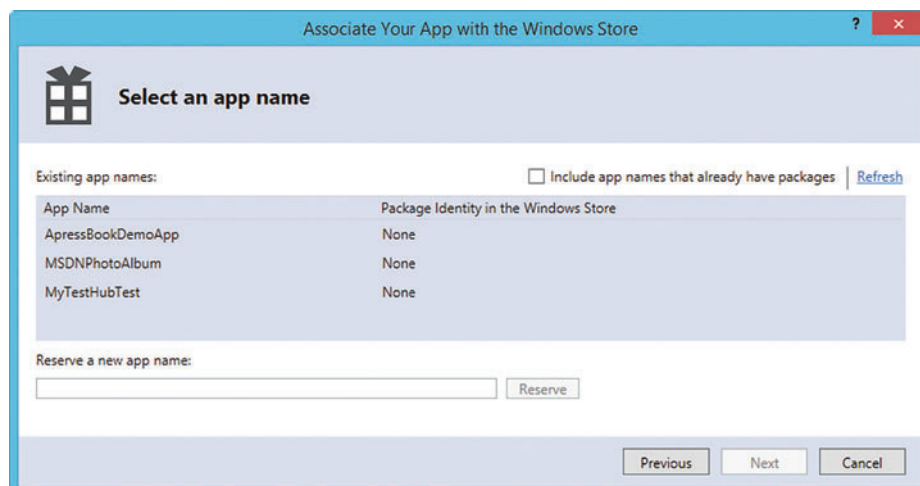 Associate Your App with the Windows Store ? ×
Select an app name
Existing app names: Include app names that already have packages Refresh
App Name Package Identity in the Windows Store
ApressBookDemoApp None
MSDNPhotoAlbum None
MyTestHubTest None
Reserve a new app name:
Reserve
Previous Next Cancel